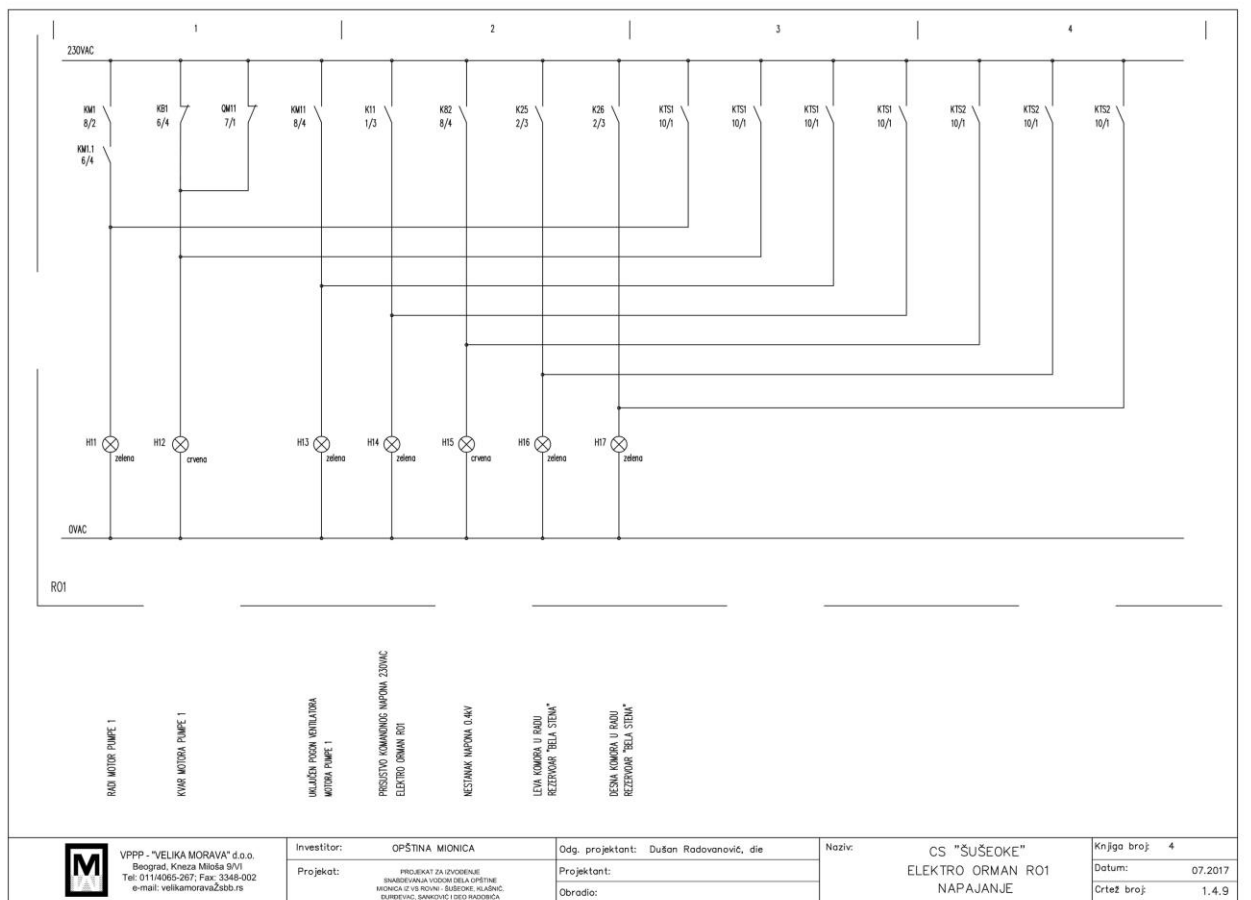 1 2 3 4
230VAC
KM1 KB1 QM11 KM11 K11 K82 K25 K26 KTS1 KTS1 KTS1 KTS1 KTS2 KTS2 KTS2
8/2 6/4 7/1 8/4 1/3 8/4 2/3 2/3 10/1 10/1 10/1 10/1 10/1 10/1 10/1
KM1.1
6/4
H11 H12 H13 H14 H15 H16 H17
zelena crvena zelena zelena crvena zelena zelena
0VAC
R01
RADI MOTOR PUMPE 1
KVAR MOTORA PUMPE 1
UKLJUČEN POGON VENTILATORA
MOTORA PUMPE 1
PRISUSTVO KOMANDNOG NAPONA 230VAC
ELEKTRO ORMAN R01
NESTANAK NAPONA 0.4kV
LEVA KOMORA U RADU
REZERVOAR "BELA STENA"
DESNA KOMORA U RADU
REZERVOAR "BELA STENA"
M
VPPP - "VELIKA MORAVA" d.o.o.
Beograd, Kneza Miloša 9/VI
Tel: 011/4065-267; Fax: 3348-002
e-mail: velikamoravaŽsbb.rs
Investitor: OPŠTINA MIONICA
Projekat: PROJEKAT ZA IZVOĐENJE
SNABDEVANJA VODOM DELA OPŠTINE
MIONICA IZ VS ROVNI - ŠUŠEOKE, KLAŠNIĆ,
ĐURĐEVAC, SANKOVIĆ I DEO RADOBIĆA
Odg. projektant: Dušan Radovanović, die
Projektant:
Obradio:
Naziv: CS "ŠUŠEOKE"
ELEKTRO ORMAN R01
NAPAJANJE
Knjiga broj: 4
Datum: 07.2017
Crtež broj: 1.4.9